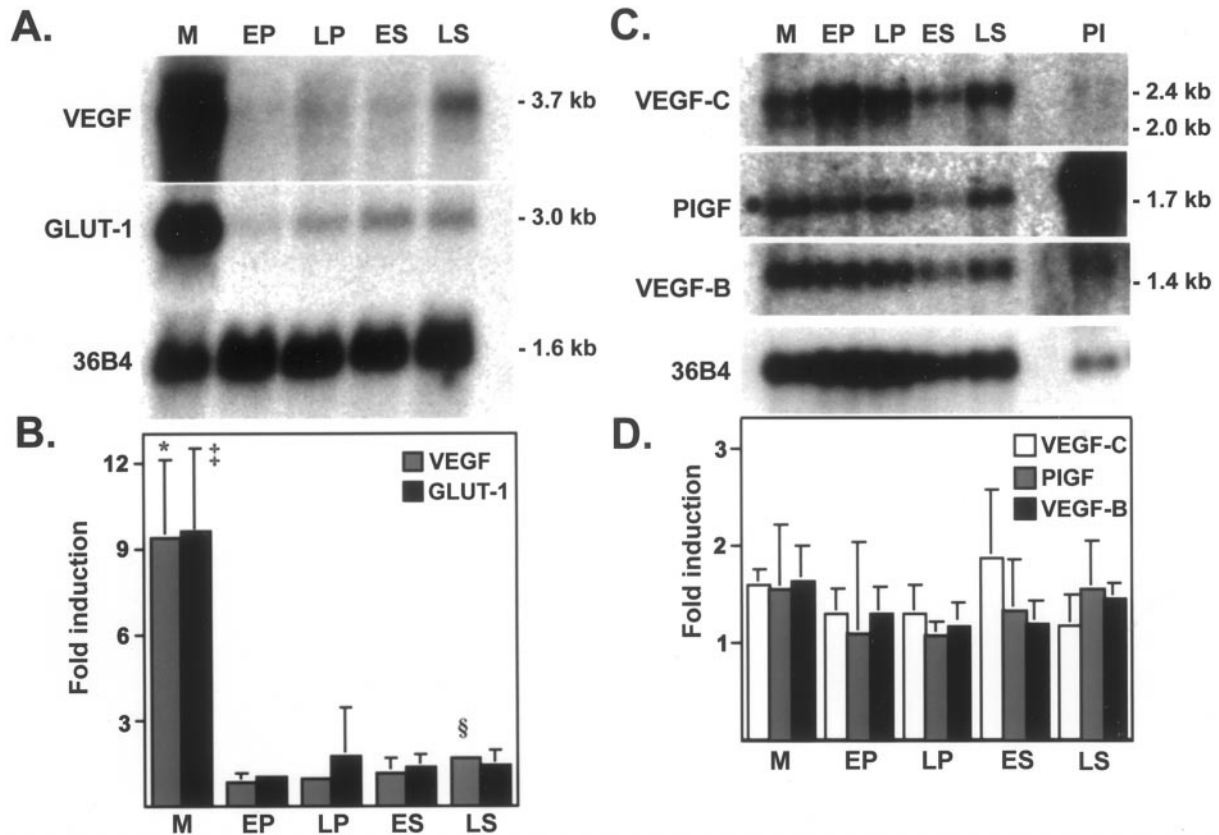 A.
M EP LP ES LS
VEGF
- 3.7 kb
GLUT-1
- 3.0 kb
36B4
- 1.6 kb
B.
Fold induction
12
9
6
3
* ‡
§
VEGF
GLUT-1
M EP LP ES LS
C.
M EP LP ES LS PI
VEGF-C
- 2.4 kb
- 2.0 kb
PIGF
- 1.7 kb
VEGF-B
- 1.4 kb
36B4
D.
Fold induction
3
2
1
VEGF-C
PIGF
VEGF-B
M EP LP ES LS